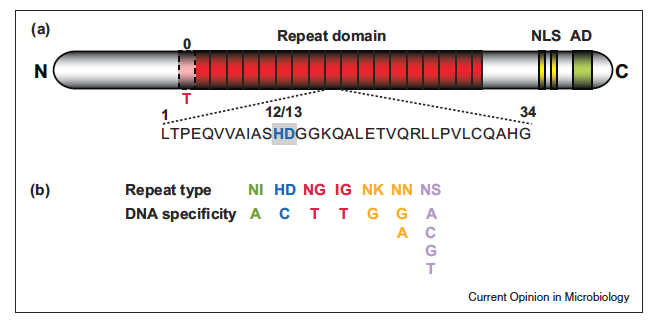 (a)
0
Repeat domain
NLS AD
N
C
T
1
12/13
34
LTPEQVVAIASHDGGKQALETVQRLLPVLCQAHG
(b)
Repeat type NI HD NG IG NK NN NS
DNA specificity A C T T G G A
A C
G
T
Current Opinion in Microbiology